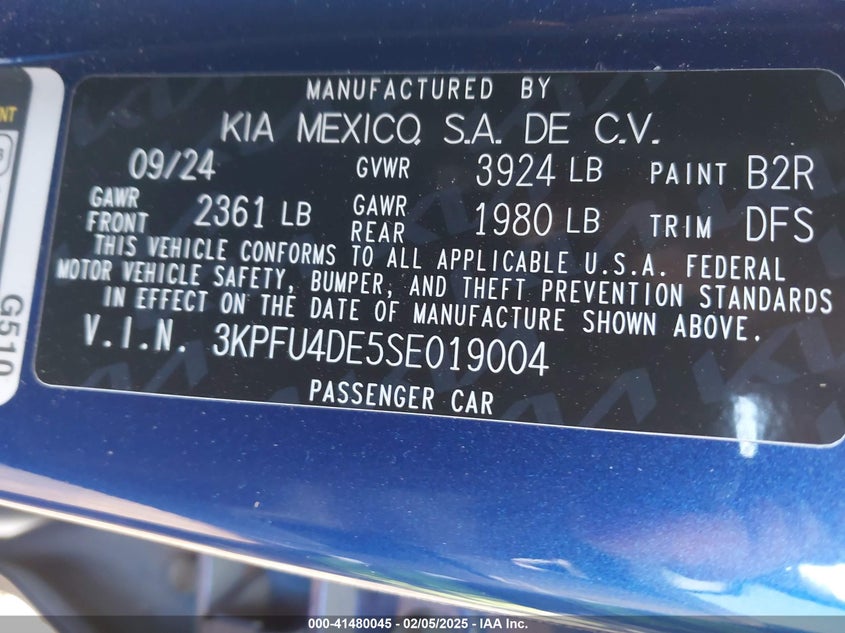 MANUFACTURED BY
KIA MEXICO, S.A. DE C.V.
09/24 GVWR 3924 LB PAINT B2R
GAWR FRONT 2361 LB GAWR REAR 1980 LB TRIM DFS
THIS VEHICLE CONFORMS TO ALL APPLICABLE U.S.A. FEDERAL
MOTOR VEHICLE SAFETY, BUMPER, AND THEFT PREVENTION STANDARDS
IN EFFECT ON THE DATE OF MANUFACTURE SHOWN ABOVE.
V.I.N. 3KPFU4DE5SE019004
PASSENGER CAR
G510
000-41480045 - 02/05/2025 - IAA Inc.